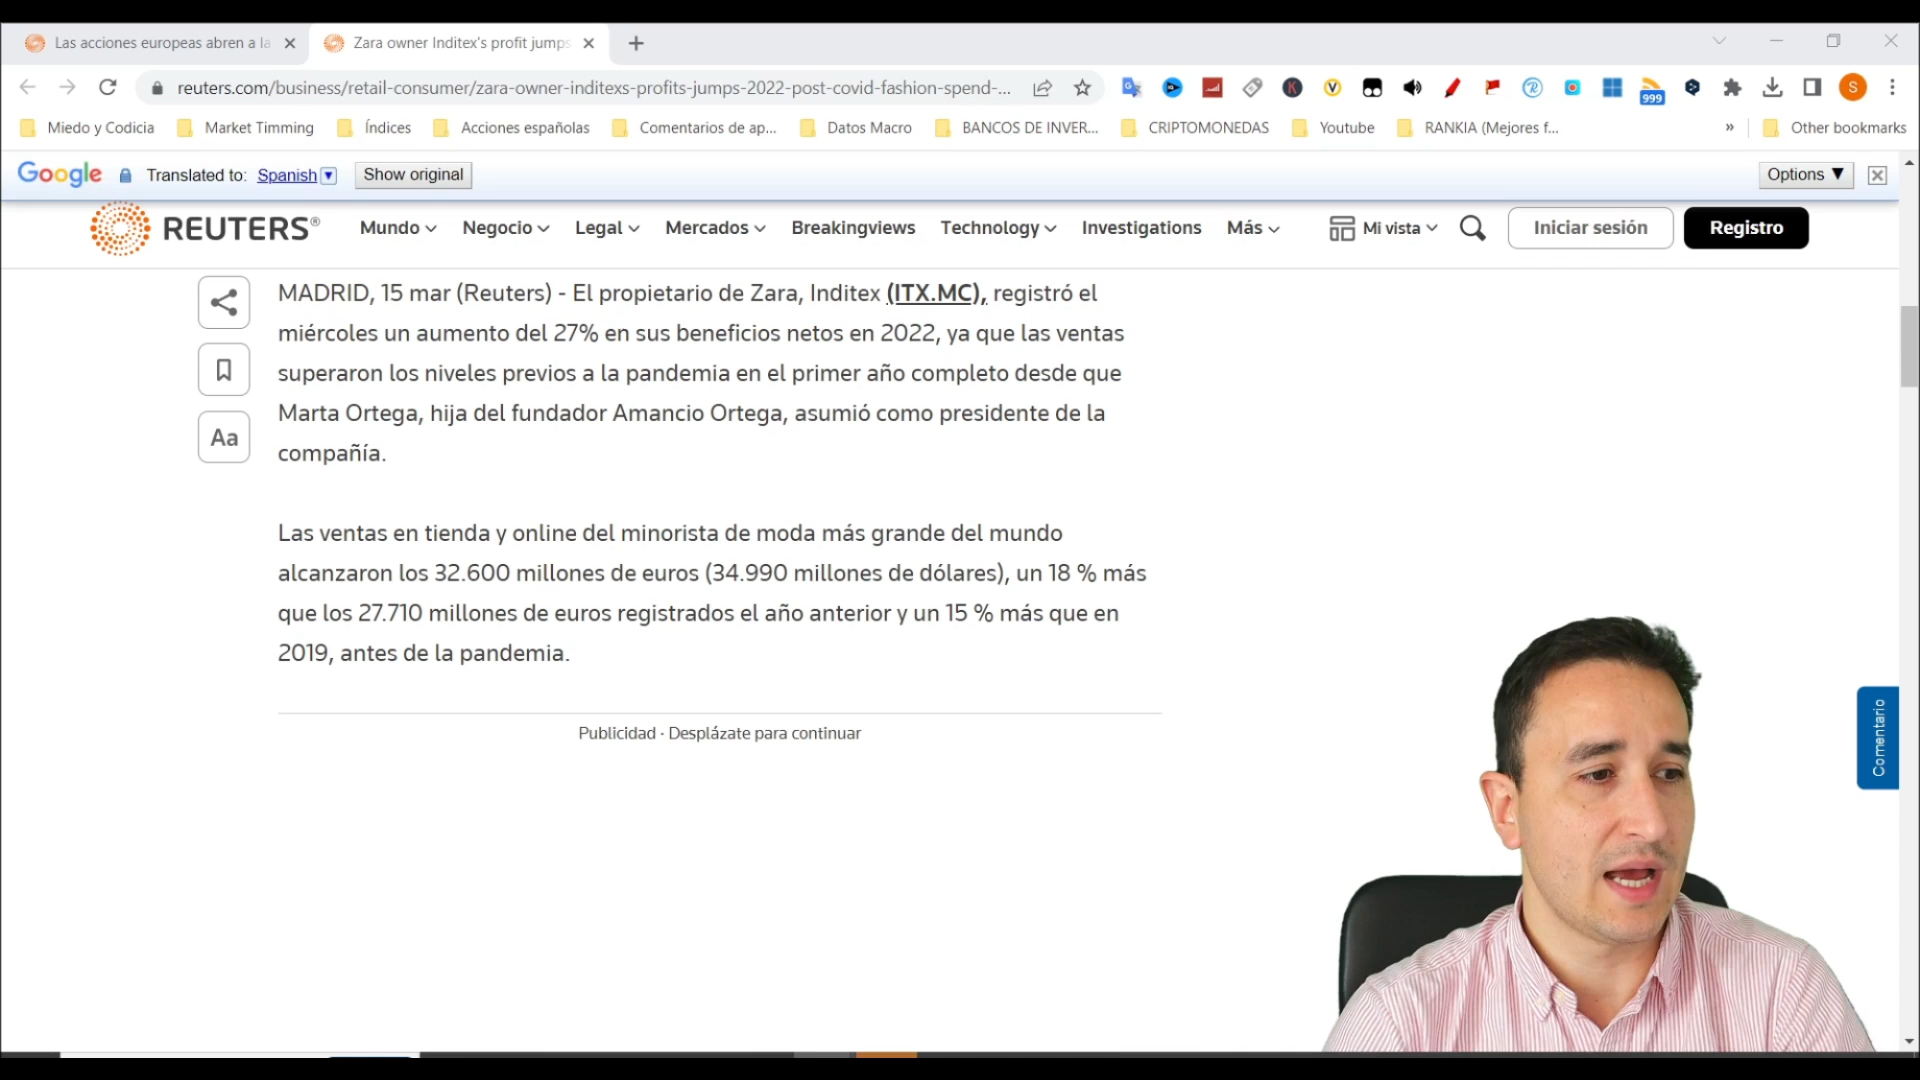 Las acciones europeas abren a la
Zara owner Inditex's profit jumps
reuters.com/business/retail-consumer/zara-owner-inditexs-profits-jumps-2022-post-covid-fashion-spend-...
999
S
Miedo y Codicia
Market Timming
Índices
Acciones españolas
Comentarios de ap...
Datos Macro
BANCOS DE INVER...
CRIPTOMONEDAS
Youtube
RANKIA (Mejores f...
»
Other bookmarks
Google
Translated to: Spanish
Show original
Options ▼
REUTERS®
Mundo
Negocio
Legal
Mercados
Breakingviews
Technology
Investigations
Más
Mi vista
Iniciar sesión
Registro
Aa
MADRID, 15 mar (Reuters) - El propietario de Zara, Inditex (ITX.MC), registró el
miércoles un aumento del 27% en sus beneficios netos en 2022, ya que las ventas
superaron los niveles previos a la pandemia en el primer año completo desde que
Marta Ortega, hija del fundador Amancio Ortega, asumió como presidente de la
compañía.
Las ventas en tienda y online del minorista de moda más grande del mundo
alcanzaron los 32.600 millones de euros (34.990 millones de dólares), un 18 % más
que los 27.710 millones de euros registrados el año anterior y un 15 % más que en
2019, antes de la pandemia.
Publicidad · Desplázate para continuar
Comentario